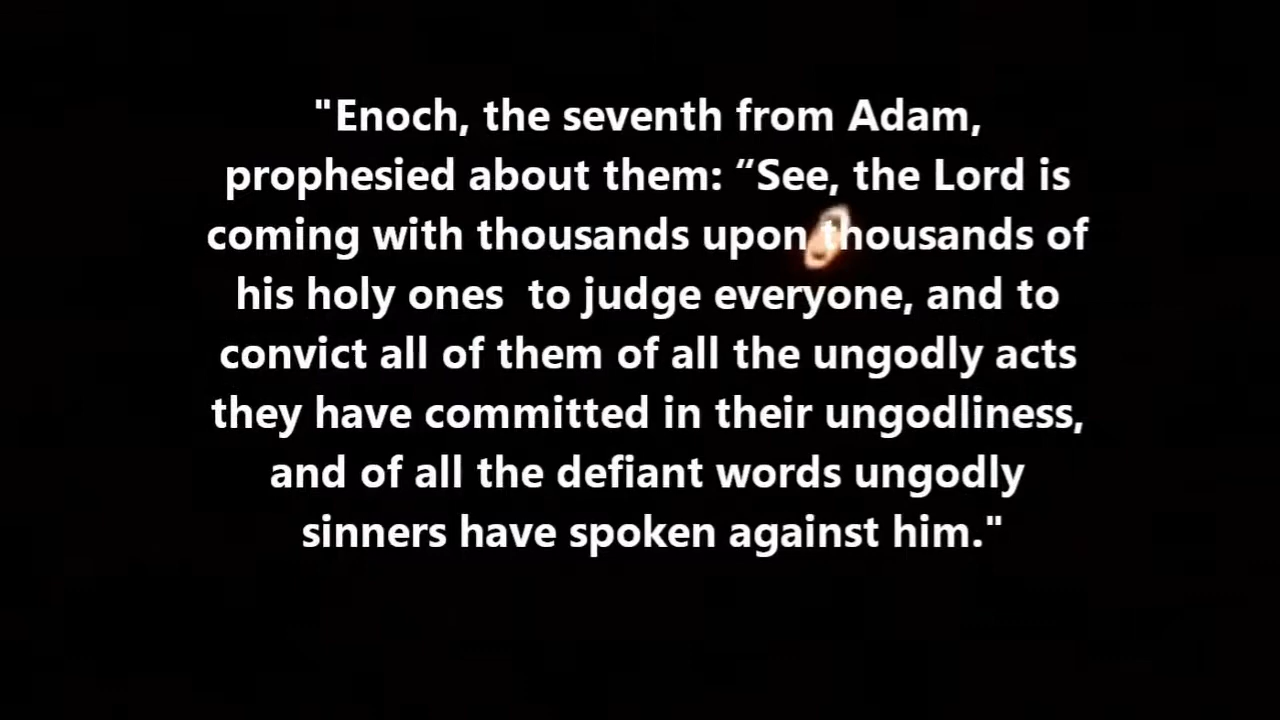 "Enoch, the seventh from Adam,
prophesied about them: “See, the Lord is
coming with thousands upon thousands of
his holy ones  to judge everyone, and to
convict all of them of all the ungodly acts
they have committed in their ungodliness,
and of all the defiant words ungodly
sinners have spoken against him."